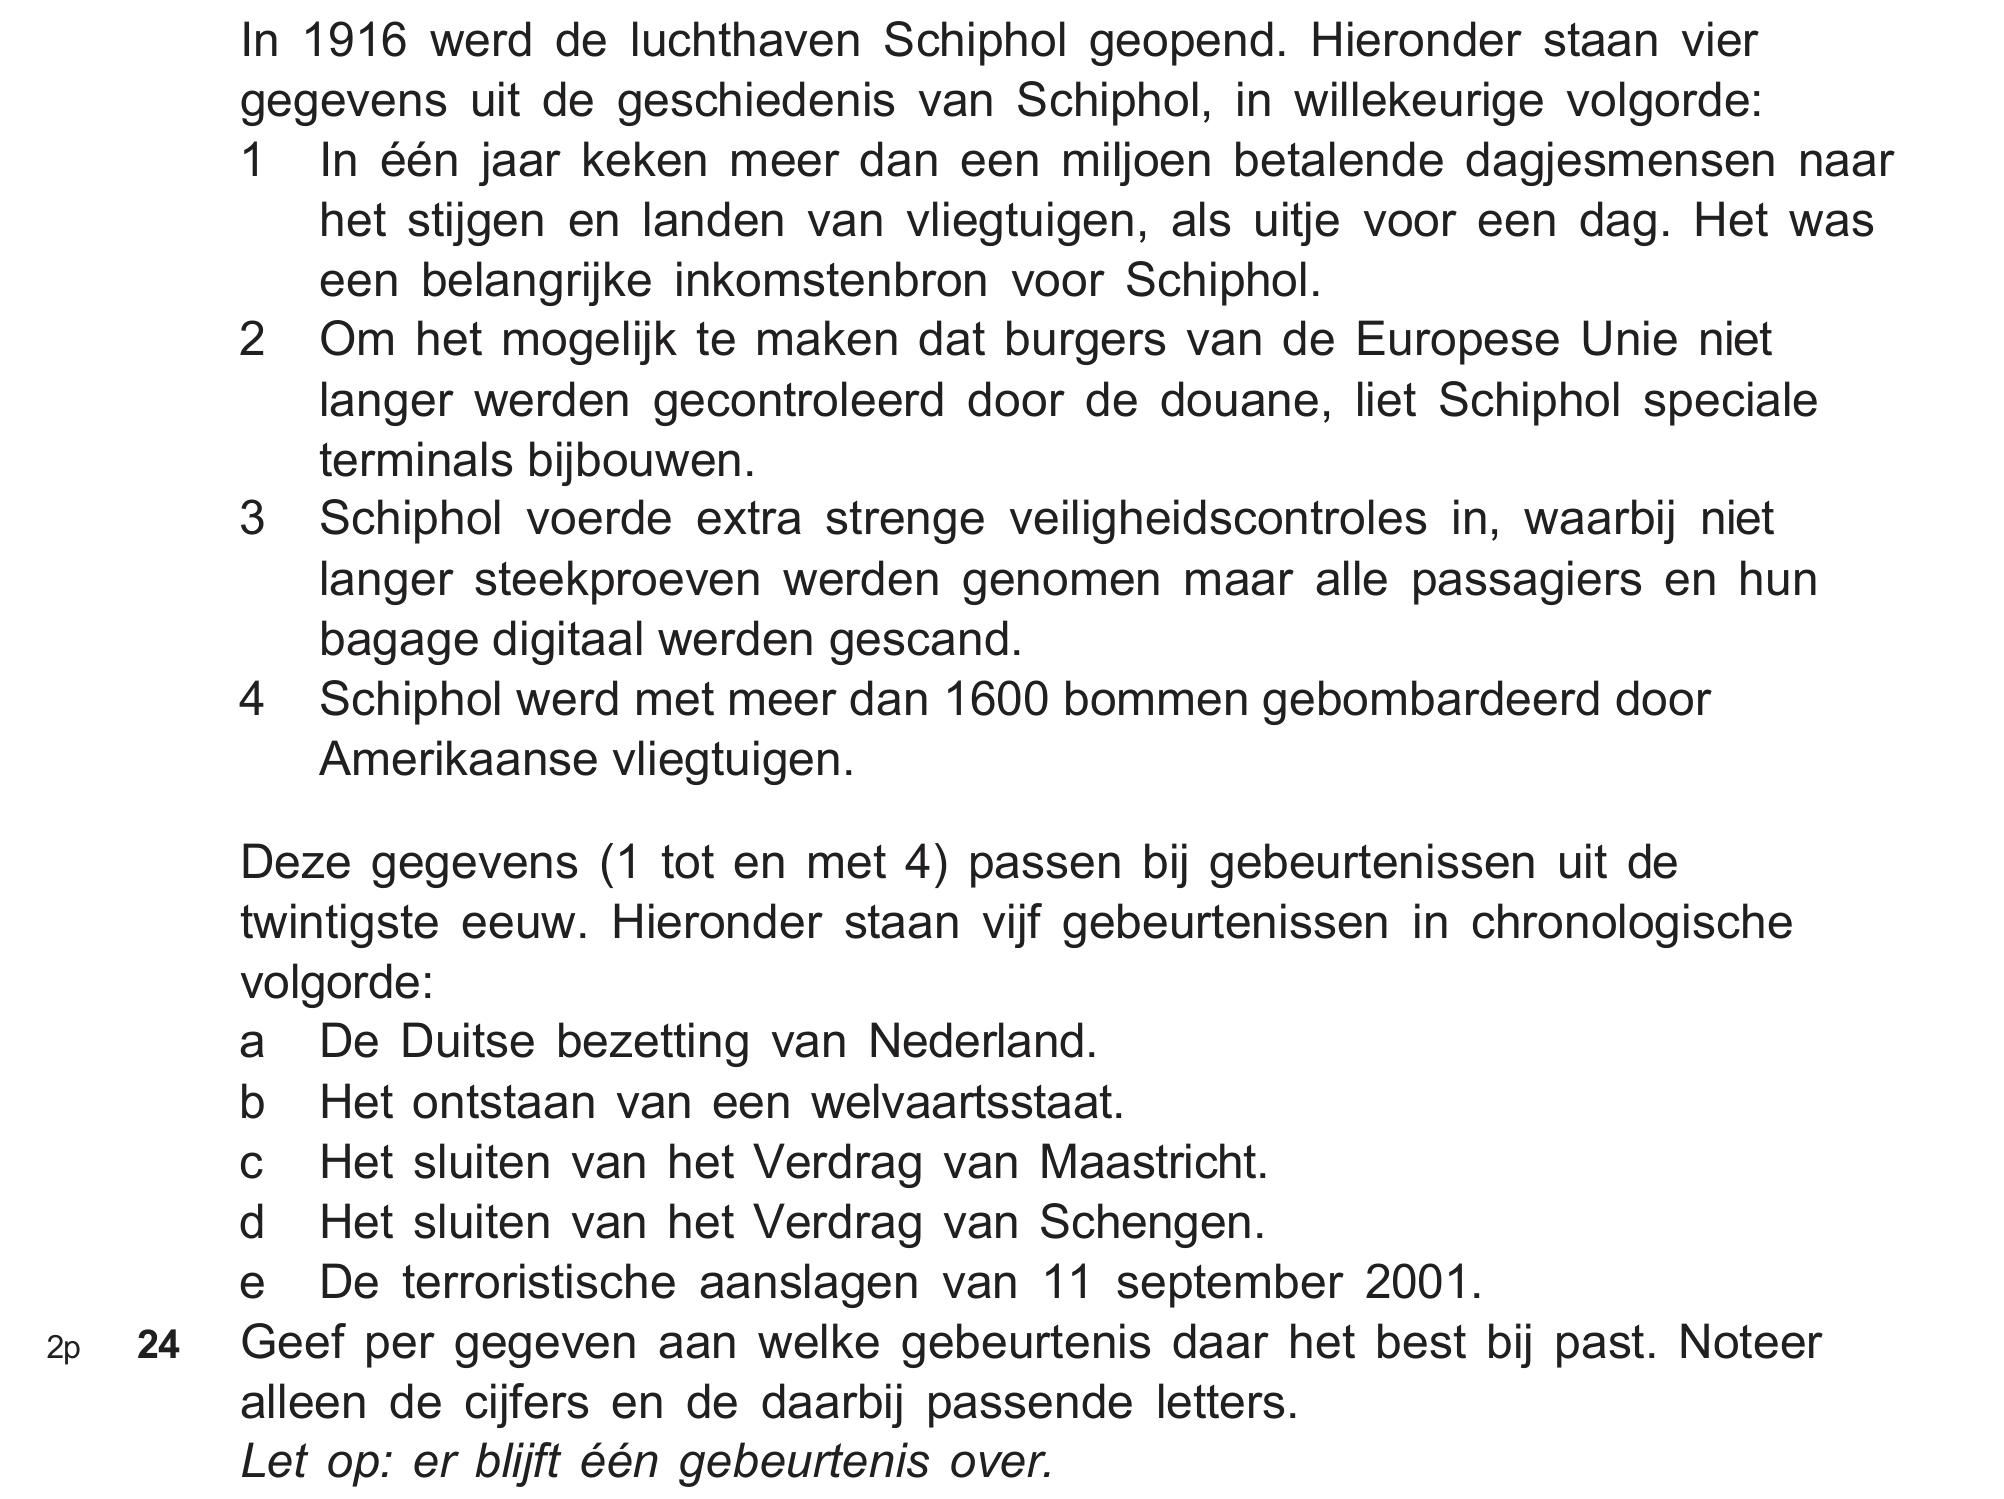 In 1916 werd de luchthaven Schiphol geopend. Hieronder staan vier
gegevens uit de geschiedenis van Schiphol, in willekeurige volgorde:
1 In één jaar keken meer dan een miljoen betalende dagjesmensen naar
het stijgen en landen van vliegtuigen, als uitje voor een dag. Het was
een belangrijke inkomstenbron voor Schiphol.
2 Om het mogelijk te maken dat burgers van de Europese Unie niet
langer werden gecontroleerd door de douane, liet Schiphol speciale
terminals bijbouwen.
3 Schiphol voerde extra strenge veiligheidscontroles in, waarbij niet
langer steekproeven werden genomen maar alle passagiers en hun
bagage digitaal werden gescand.
4 Schiphol werd met meer dan 1600 bommen gebombardeerd door
Amerikaanse vliegtuigen.
Deze gegevens (1 tot en met 4) passen bij gebeurtenissen uit de
twintigste eeuw. Hieronder staan vijf gebeurtenissen in chronologische
volgorde:
a De Duitse bezetting van Nederland.
b Het ontstaan van een welvaartsstaat.
c Het sluiten van het Verdrag van Maastricht.
d Het sluiten van het Verdrag van Schengen.
e De terroristische aanslagen van 11 september 2001.
2p 24 Geef per gegeven aan welke gebeurtenis daar het best bij past. Noteer
alleen de cijfers en de daarbij passende letters.
Let op: er blijft één gebeurtenis over.